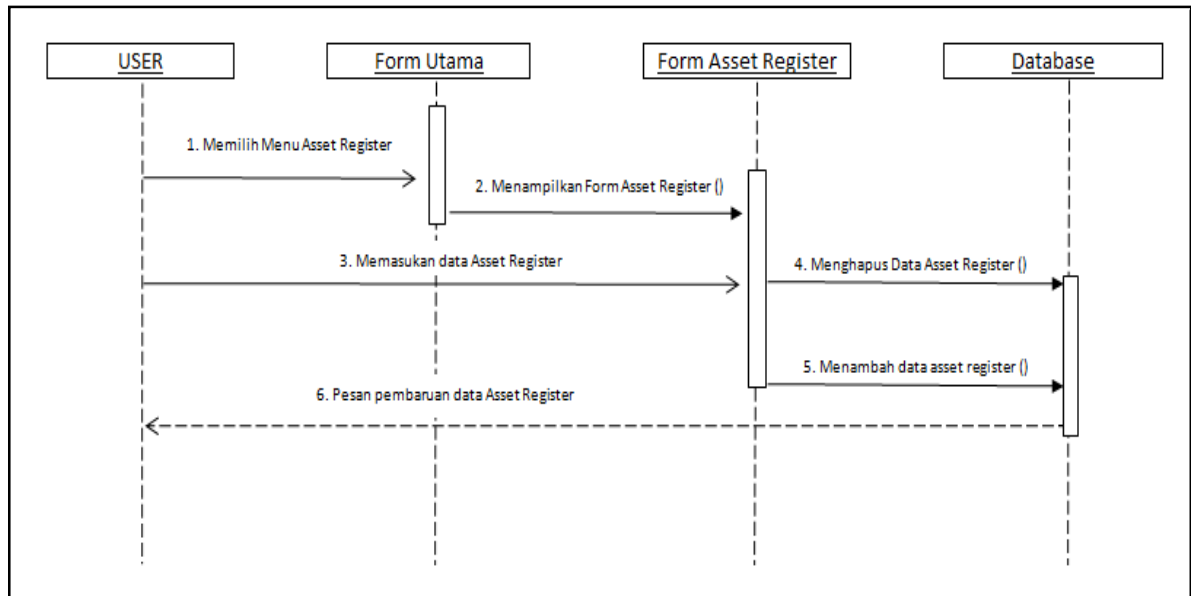 USER
Form Utama
Form Asset Register
Database
1. Memilih Menu Asset Register
2. Menampilkan Form Asset Register ()
3. Memasukan data Asset Register
4. Menghapus Data Asset Register ()
5. Menambah data asset register ()
6. Pesan pembaruan data Asset Register